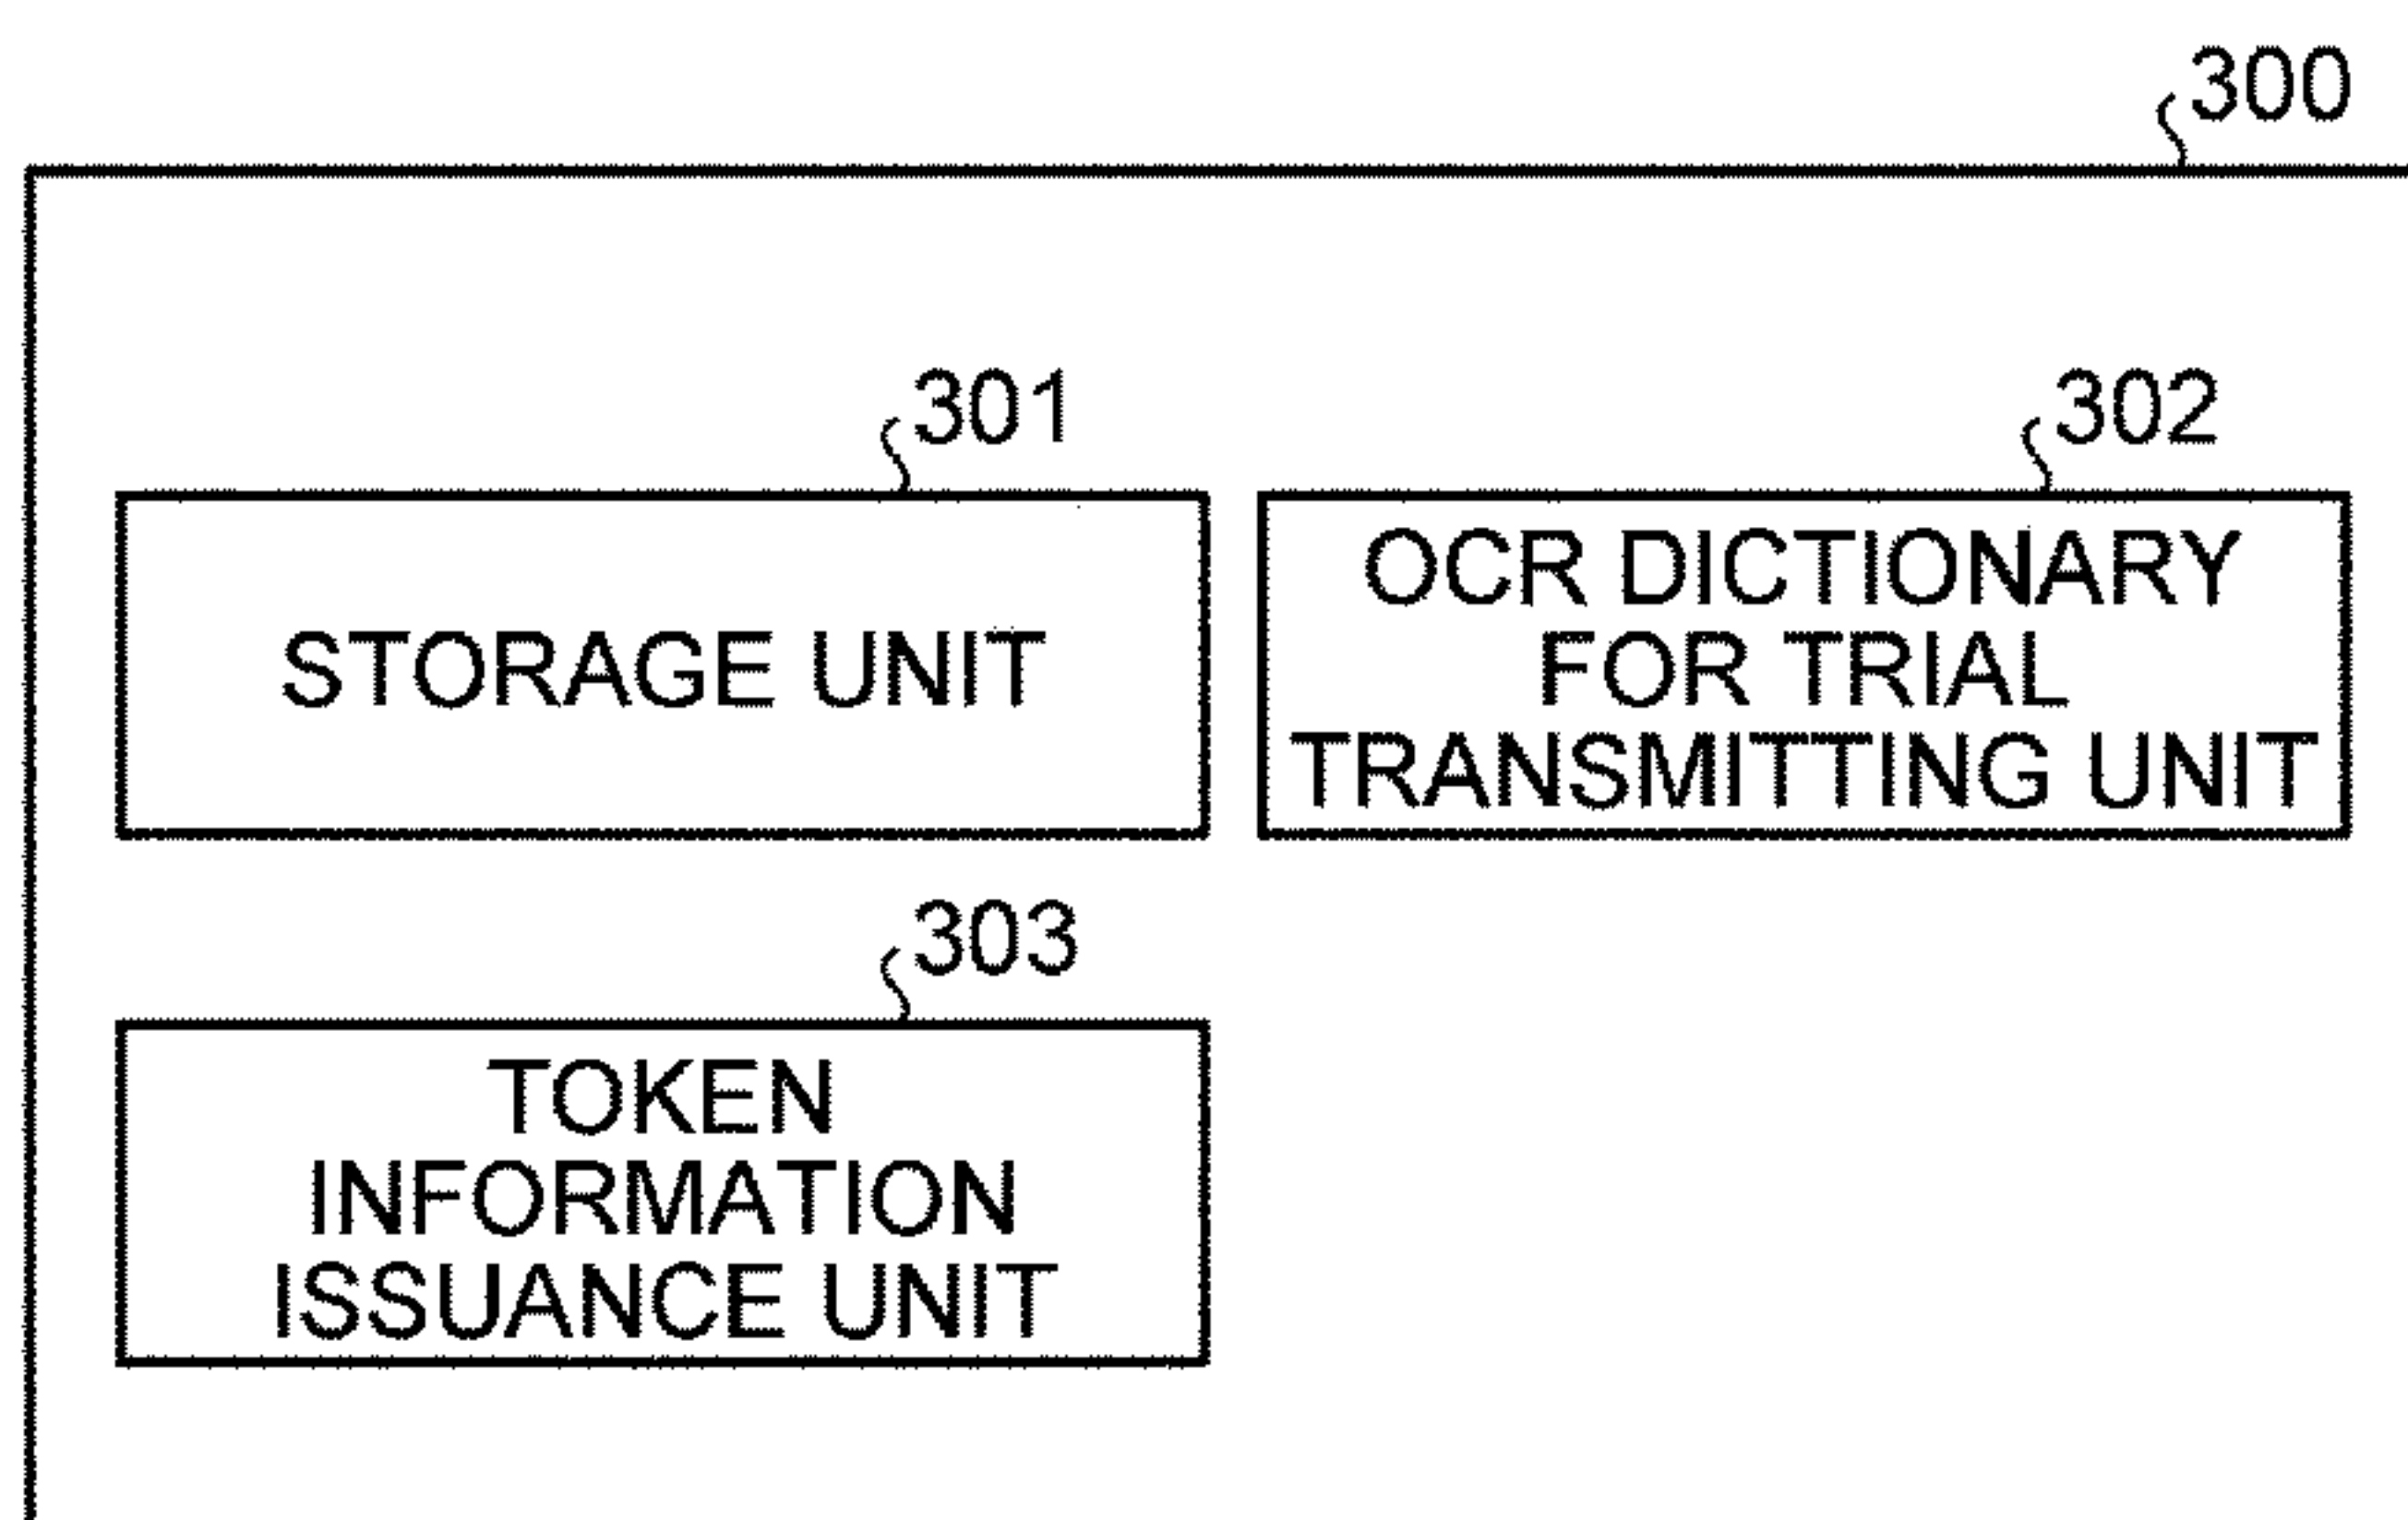 300
301
STORAGE UNIT
302
OCR DICTIONARY
FOR TRIAL
TRANSMITTING UNIT
303
TOKEN
INFORMATION
ISSUANCE UNIT